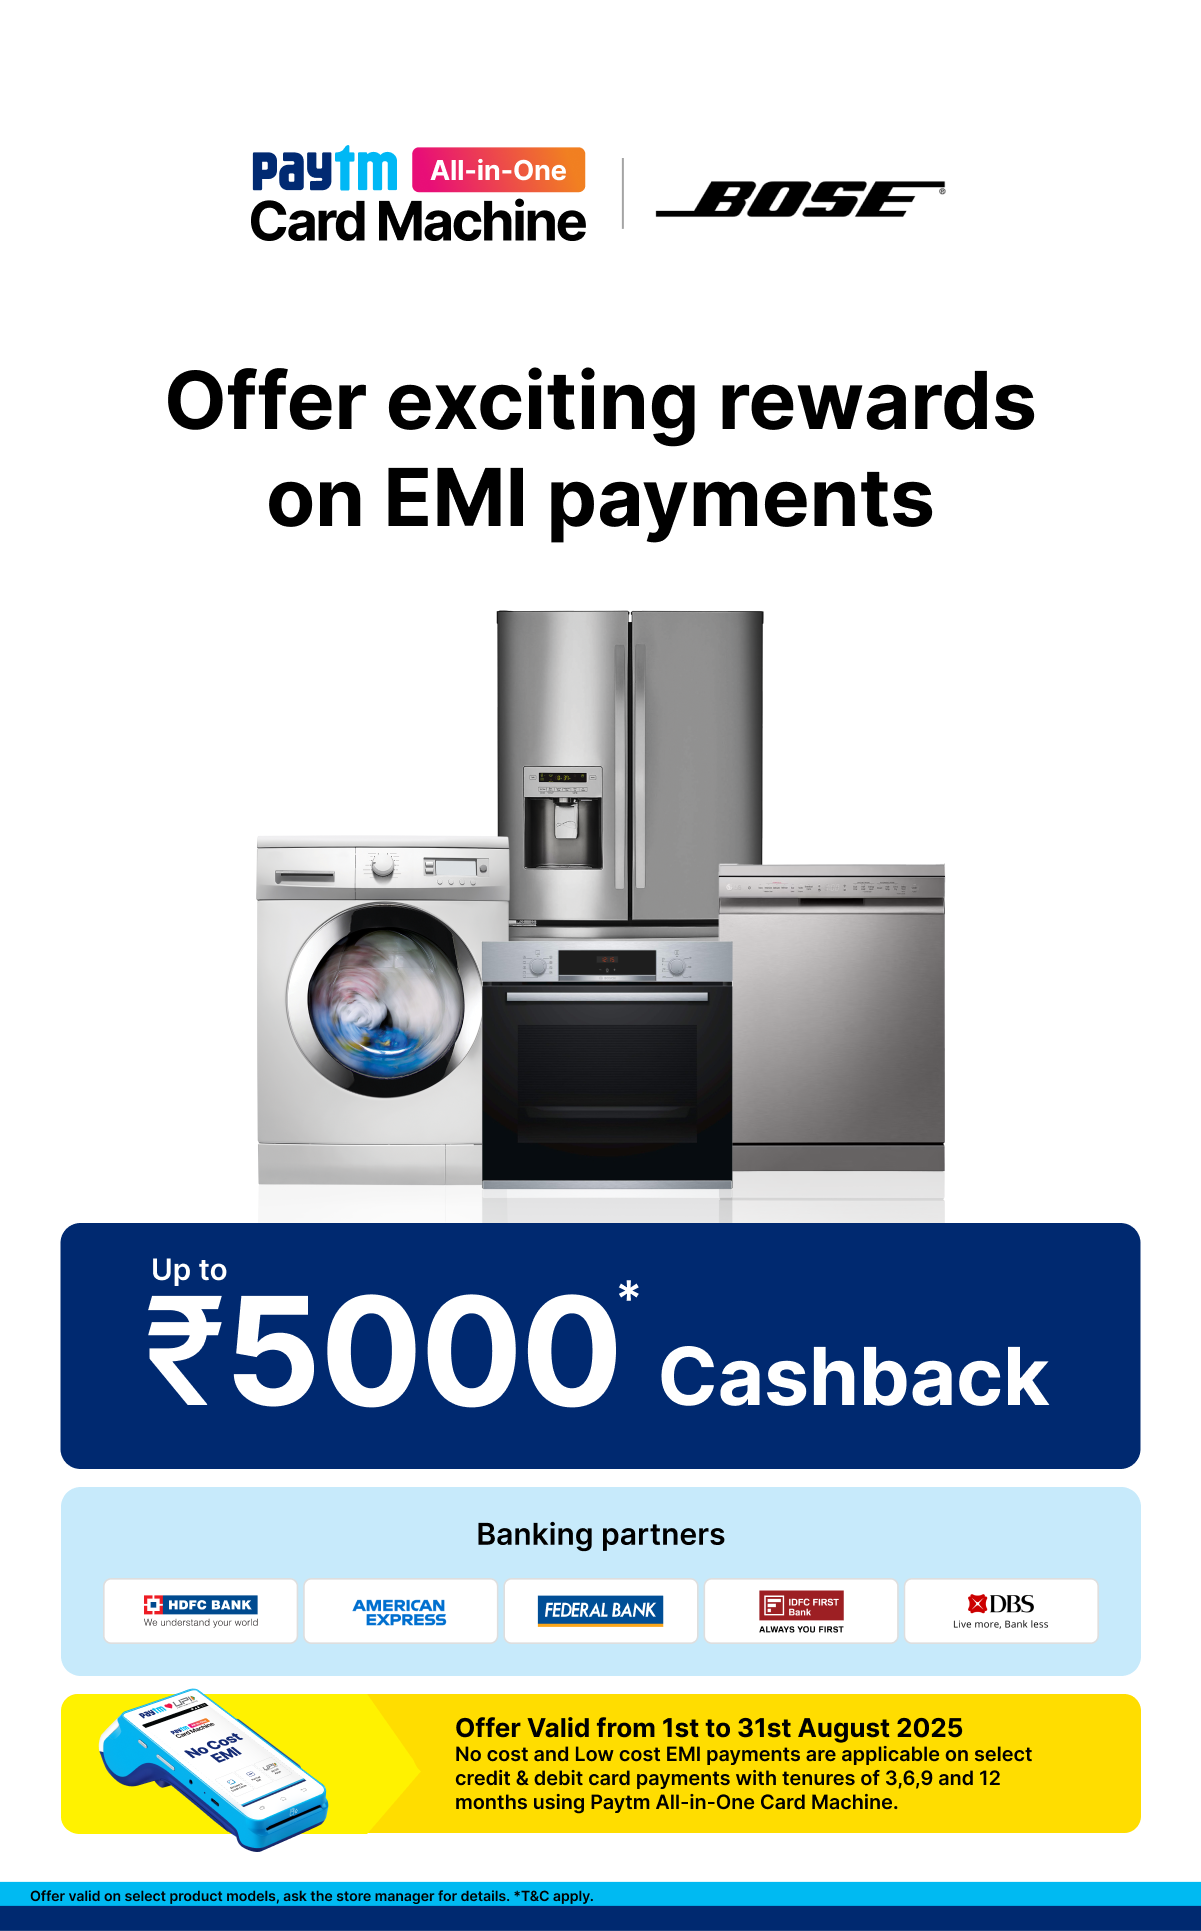 paytm All-in-One
Card Machine
BOSE®
Offer exciting rewards
on EMI payments
Up to
₹5000* Cashback
Banking partners
HDFC BANK
We understand your world
AMERICAN
EXPRESS
FEDERAL BANK
IDFC FIRST
Bank
ALWAYS YOU FIRST
DBS
Live more, Bank less
paytm UPI
paytm
Card Machine
No Cost
EMI
Offer Valid from 1st to 31st August 2025
No cost and Low cost EMI payments are applicable on select
credit & debit card payments with tenures of 3,6,9 and 12
months using Paytm All-in-One Card Machine.
Offer valid on select product models, ask the store manager for details. *T&C apply.